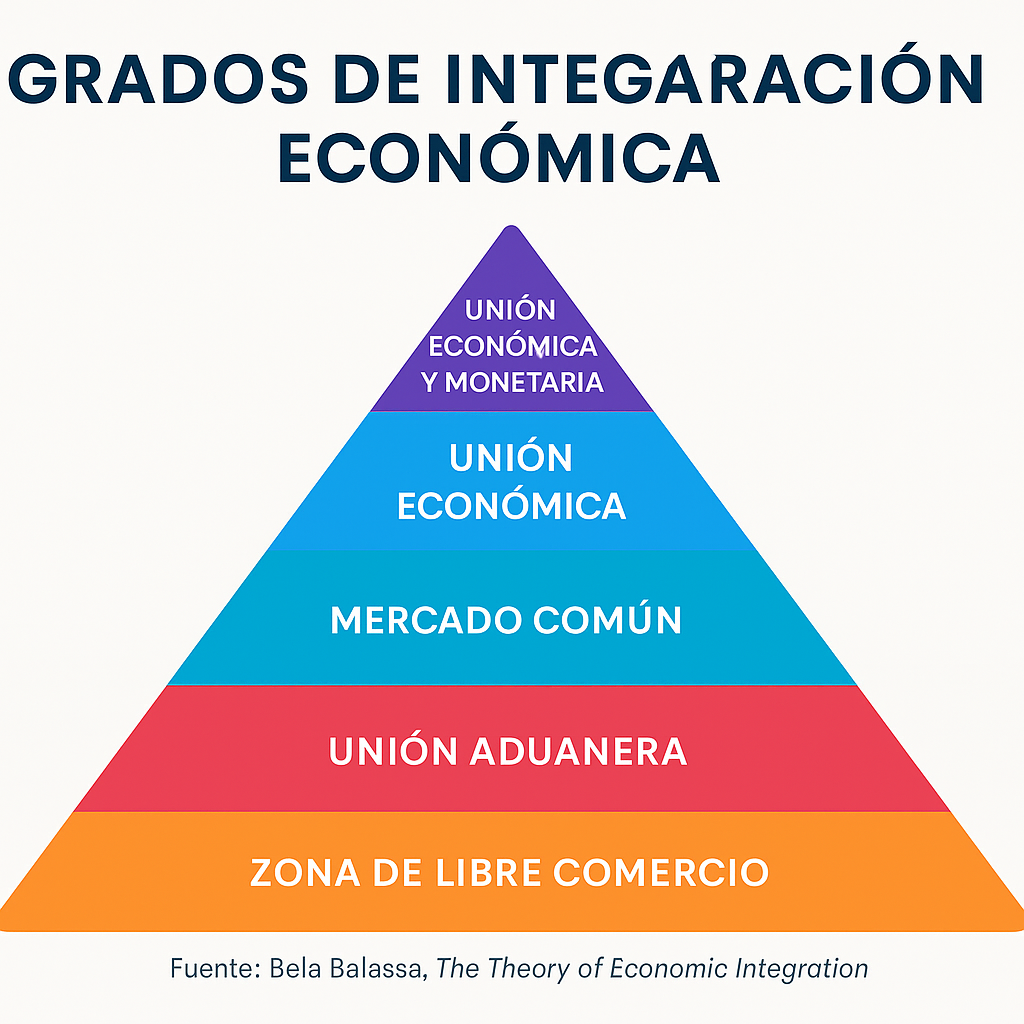 GRADOS DE INTEGARACIÓN
ECONÓMICA
UNIÓN
ECONÓMICA
Y MONETARIA
UNIÓN
ECONÓMICA
MERCADO COMÚN
UNIÓN ADUANERA
ZONA DE LIBRE COMERCIO
Fuente: Bela Balassa, The Theory of Economic Integration